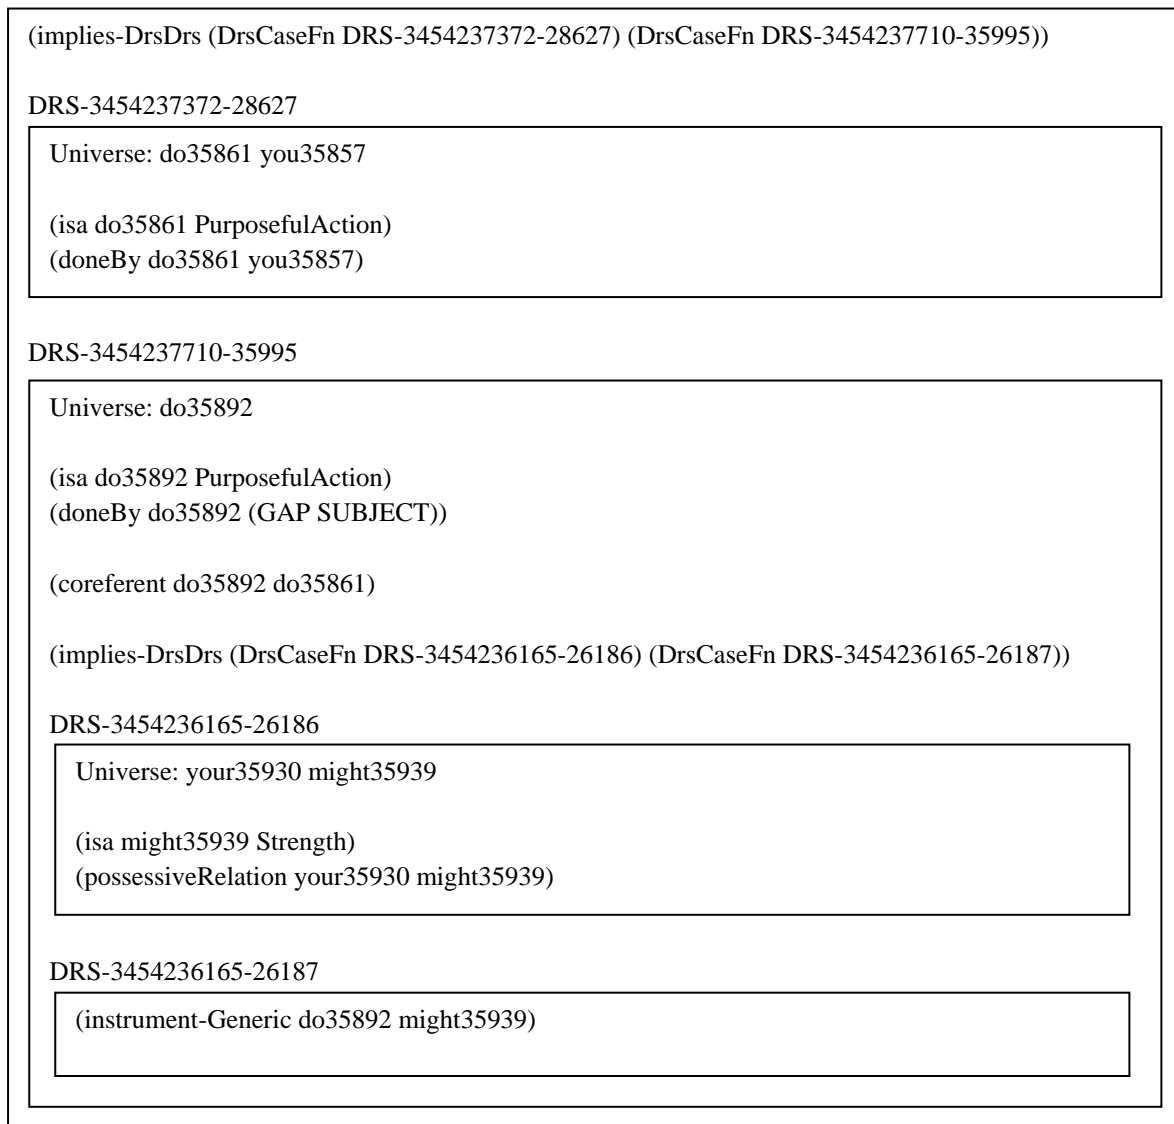 (implies-DrsDrs (DrsCaseFn DRS-3454237372-28627) (DrsCaseFn DRS-3454237710-35995))
DRS-3454237372-28627
Universe: do35861 you35857
(isa do35861 PurposefulAction)
(doneBy do35861 you35857)
DRS-3454237710-35995
Universe: do35892
(isa do35892 PurposefulAction)
(doneBy do35892 (GAP SUBJECT))
(coreferent do35892 do35861)
(implies-DrsDrs (DrsCaseFn DRS-3454236165-26186) (DrsCaseFn DRS-3454236165-26187))
DRS-3454236165-26186
Universe: your35930 might35939
(isa might35939 Strength)
(possessiveRelation your35930 might35939)
DRS-3454236165-26187
(instrument-Generic do35892 might35939)